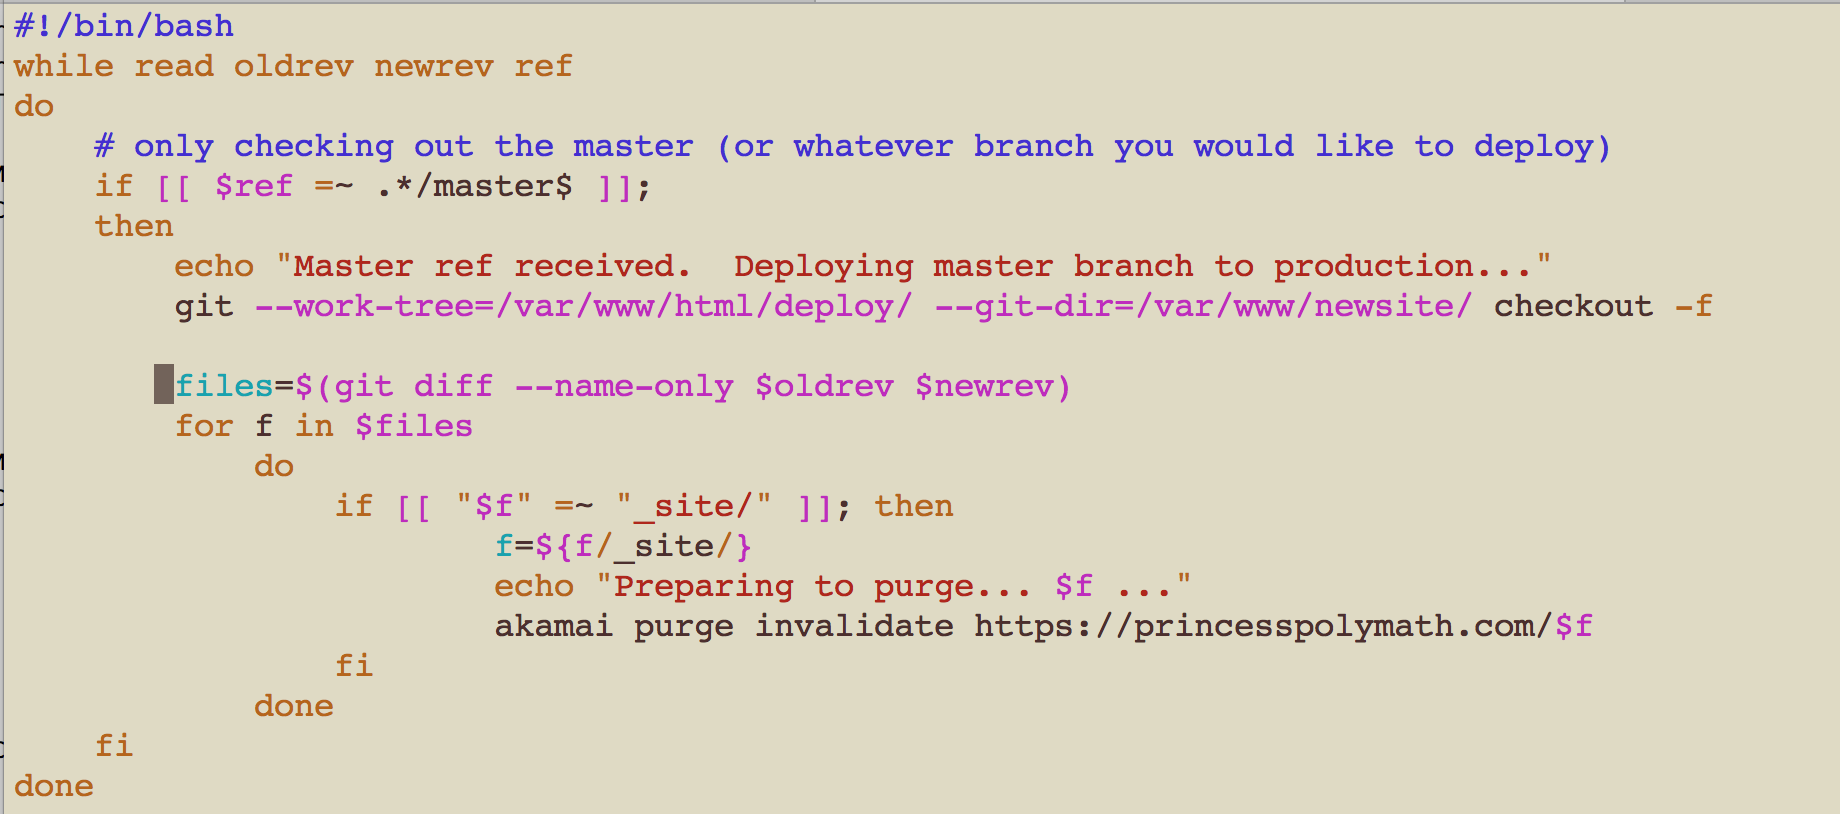 #!/bin/bash
while read oldrev newrev ref
do
    # only checking out the master (or whatever branch you would like to deploy)
    if [[ $ref =~ .*/master$ ]];
    then
        echo "Master ref received.  Deploying master branch to production..."
        git --work-tree=/var/www/html/deploy/ --git-dir=/var/www/newsite/ checkout -f
        files=$(git diff --name-only $oldrev $newrev)
        for f in $files
            do
                if [[ "$f" =~ "_site/" ]]; then
                        f=${f/_site/}
                        echo "Preparing to purge... $f ..."
                        akamai purge invalidate https://princesspolymath.com/$f
                fi
            done
    fi
done